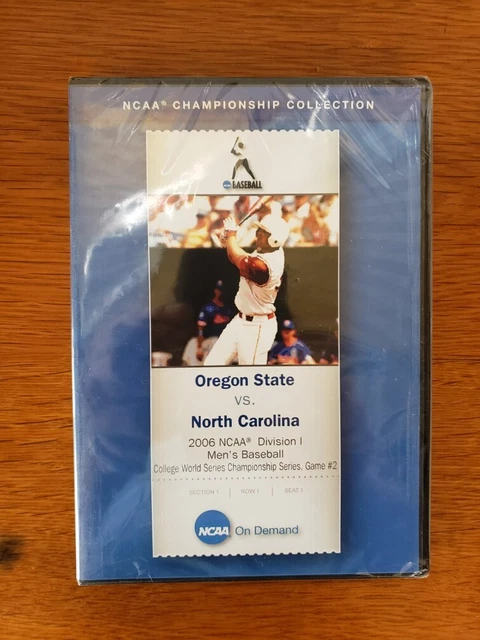 NCAA® CHAMPIONSHIP COLLECTION
BASEBALL
Oregon State
VS.
North Carolina
2006 NCAA® Division I
Men's Baseball
College World Series Championship Series, Game #2
SECTION 1 | ROW 1 | SEAT 1
NCAA On Demand